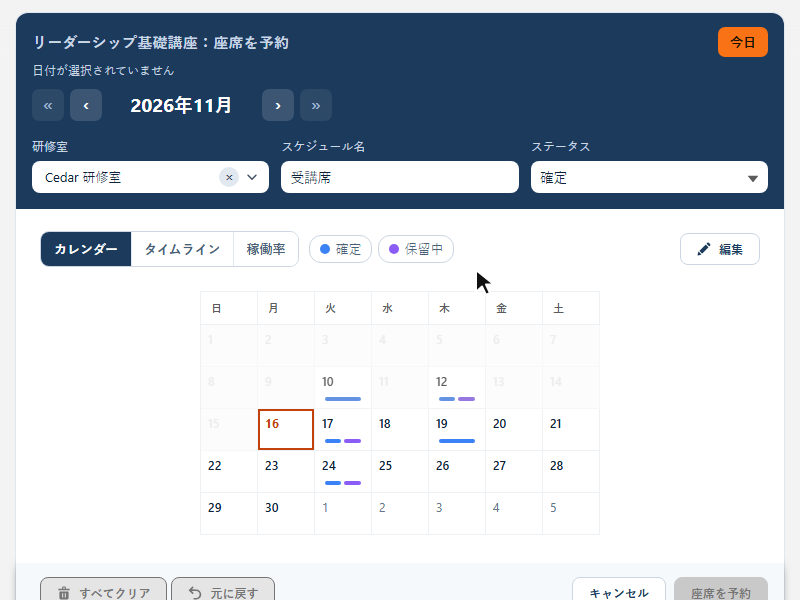 リーダーシップ基礎講座：座席を予約
今日
日付が選択されていません
« ‹ 2026年11月 › »
研修室 スケジュール名 ステータス
Cedar 研修室 × 受講席 確定
カレンダー タイムライン 稼働率 確定 保留中 編集
日 月 火 水 木 金 土
1 2 3 4 5 6 7
8 9 10 11 12 13 14
15 16 17 18 19 20 21
22 23 24 25 26 27 28
29 30 1 2 3 4 5
すべてクリア 元に戻す キャンセル 座席を予約